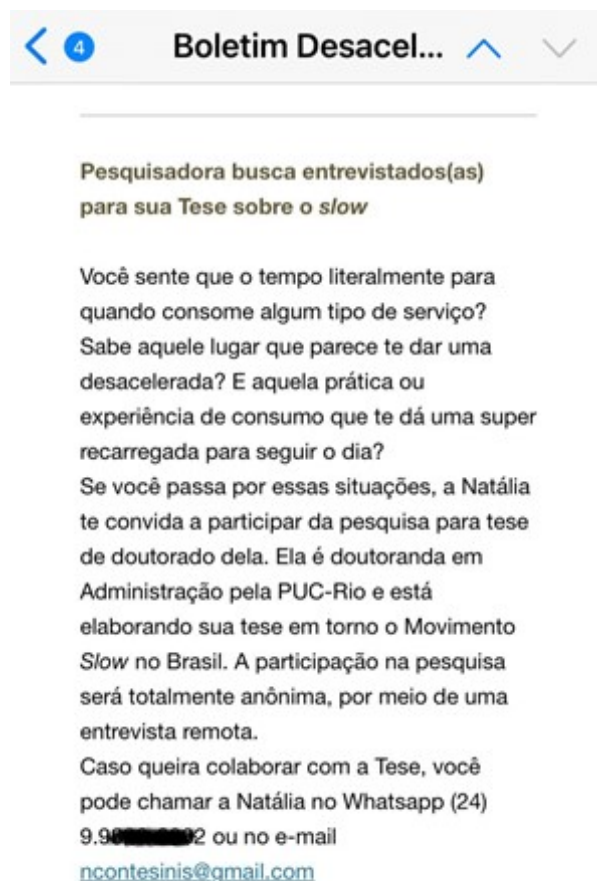 4
Boletim Desacel...
Pesquisadora busca entrevistados(as)
para sua Tese sobre o slow
Você sente que o tempo literalmente para
quando consome algum tipo de serviço?
Sabe aquele lugar que parece te dar uma
desacelerada? E aquela prática ou
experiência de consumo que te dá uma super
recarregada para seguir o dia?
Se você passa por essas situações, a Natália
te convida a participar da pesquisa para tese
de doutorado dela. Ela é doutoranda em
Administração pela PUC-Rio e está
elaborando sua tese em torno o Movimento
Slow no Brasil. A participação na pesquisa
será totalmente anônima, por meio de uma
entrevista remota.
Caso queira colaborar com a Tese, você
pode chamar a Natália no Whatsapp (24)
ou no e-mail
ncontesinis@gmail.com